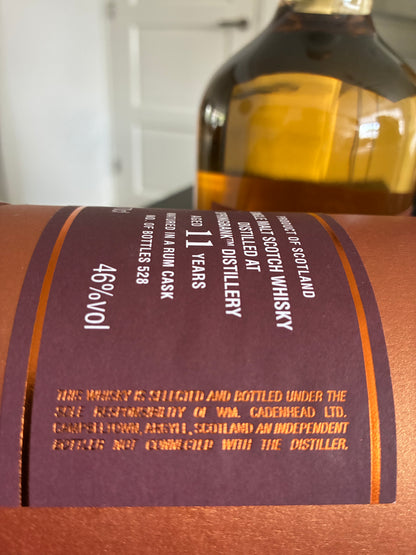 PRODUCT OF SCOTLAND
MALT SCOTCH WHISKY
DISTILLED AT
DISTILLERY
AGED 11 YEARS
MATURED IN A RUM CASK
NO. OF BOTTLES 528
46%vol
THIS WHISKY IS SELECTED AND BOTTLED UNDER THE
SOLE RESPONSIBILITY OF WM. CADENHEAD LTD.
CAMPBELTOWN, ARGYLL, SCOTLAND AN INDEPENDENT
BOTTLER NOT CONNECTED WITH THE DISTILLER.